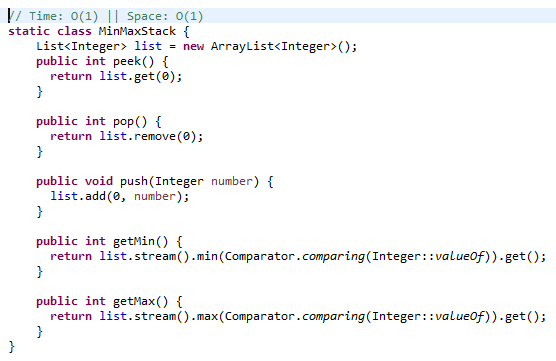 // Time: O(1) || Space: O(1)
static class MinMaxStack {
    List<Integer> list = new ArrayList<Integer>();
    public int peek() {
      return list.get(0);
    }

    public int pop() {
      return list.remove(0);
    }

    public void push(Integer number) {
      list.add(0, number);
    }

    public int getMin() {
      return list.stream().min(Comparator.comparing(Integer::valueOf)).get();
    }

    public int getMax() {
      return list.stream().max(Comparator.comparing(Integer::valueOf)).get();
    }
}